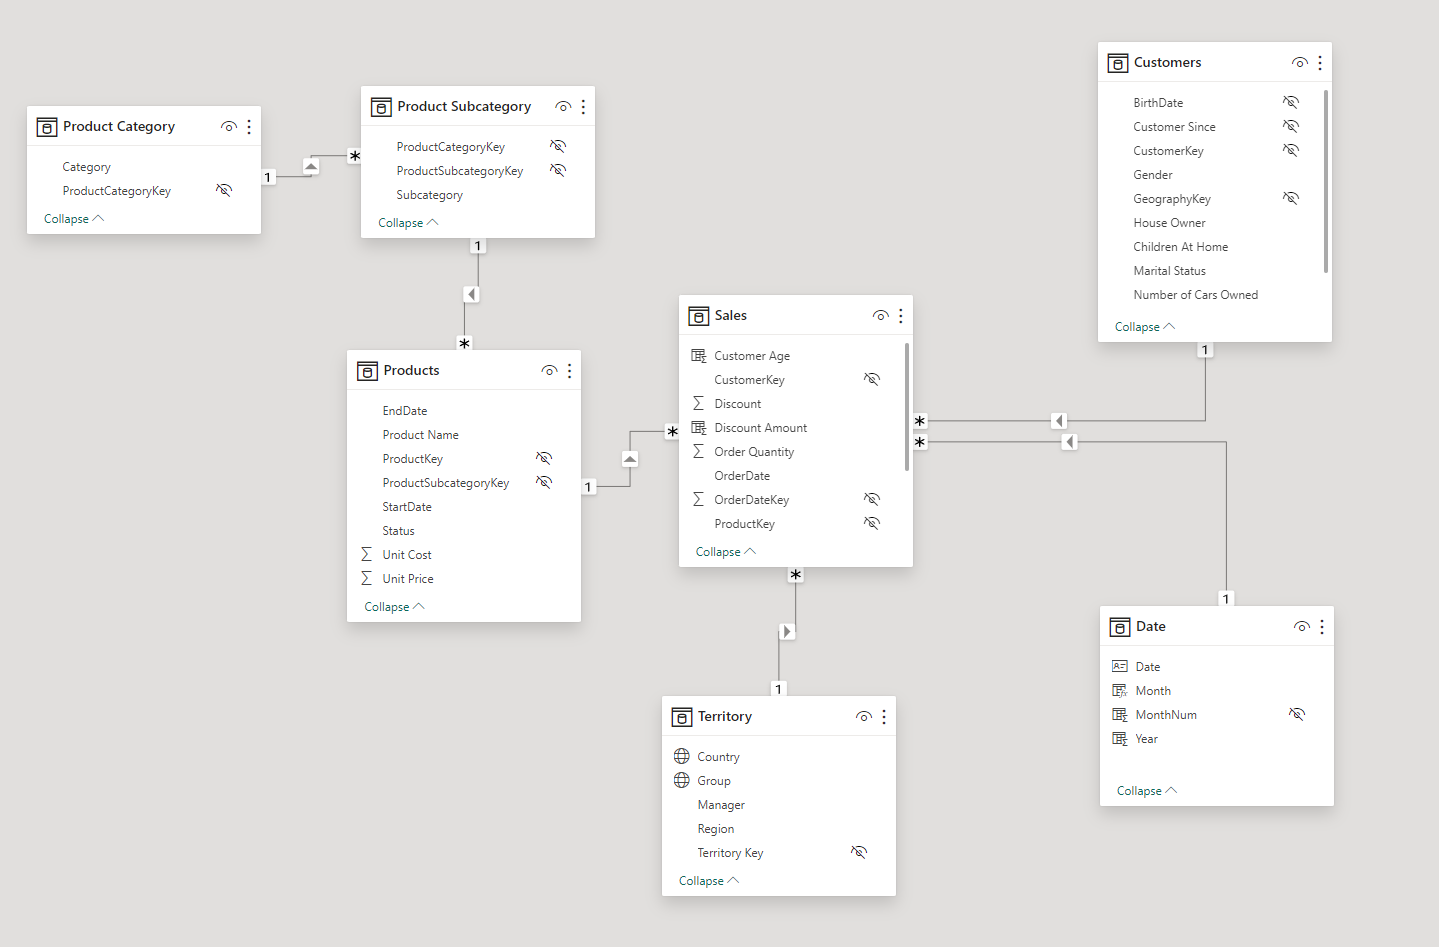 Product Category
Category
ProductCategoryKey
Collapse
1
*
Product Subcategory
ProductCategoryKey
ProductSubcategoryKey
Subcategory
Collapse
1
*
Products
EndDate
Product Name
ProductKey
ProductSubcategoryKey
StartDate
Status
Unit Cost
Unit Price
Collapse
1
*
Sales
Customer Age
CustomerKey
Discount
Discount Amount
Order Quantity
OrderDate
OrderDateKey
ProductKey
Collapse
*
1
Territory
Country
Group
Manager
Region
Territory Key
Collapse
Customers
BirthDate
Customer Since
CustomerKey
Gender
GeographyKey
House Owner
Children At Home
Marital Status
Number of Cars Owned
Collapse
1
*
*
1
Date
Date
Month
MonthNum
Year
Collapse